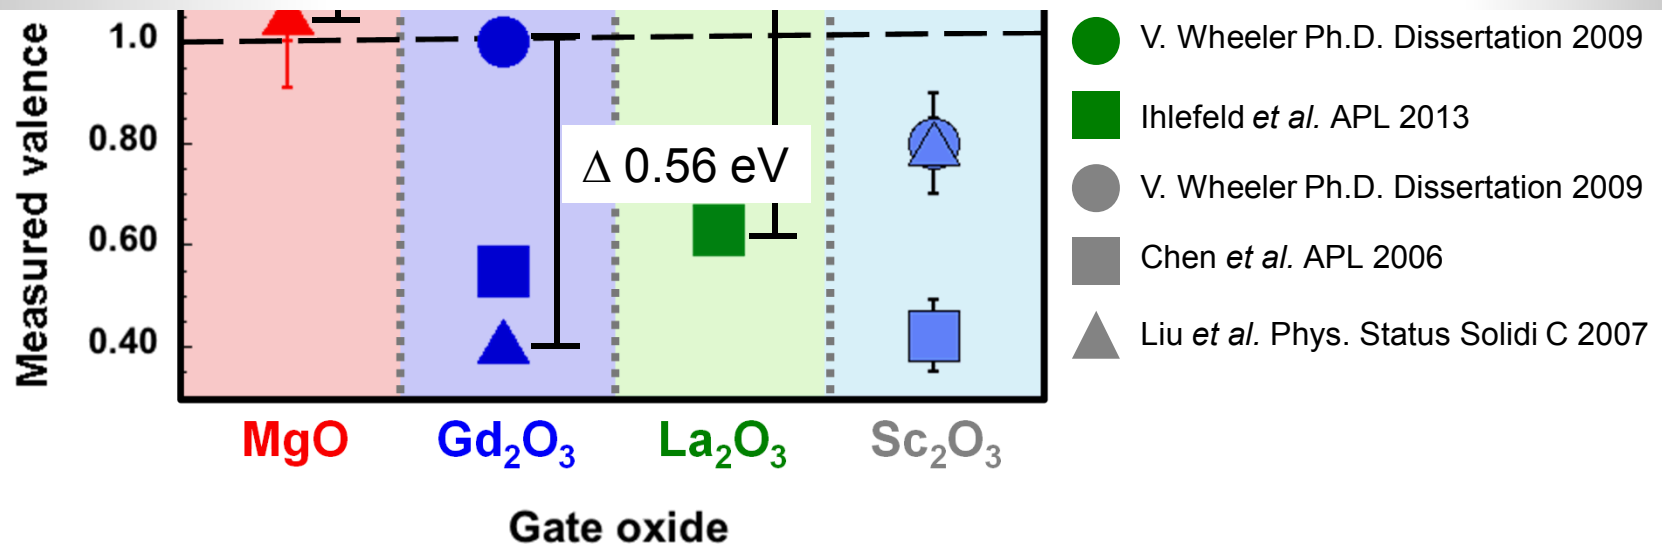 Measured valence
1.0
0.80
0.60
0.40
Δ 0.56 eV
MgO
Gd₂O₃
La₂O₃
Sc₂O₃
Gate oxide
V. Wheeler Ph.D. Dissertation 2009
Ihlefeld et al. APL 2013
V. Wheeler Ph.D. Dissertation 2009
Chen et al. APL 2006
Liu et al. Phys. Status Solidi C 2007